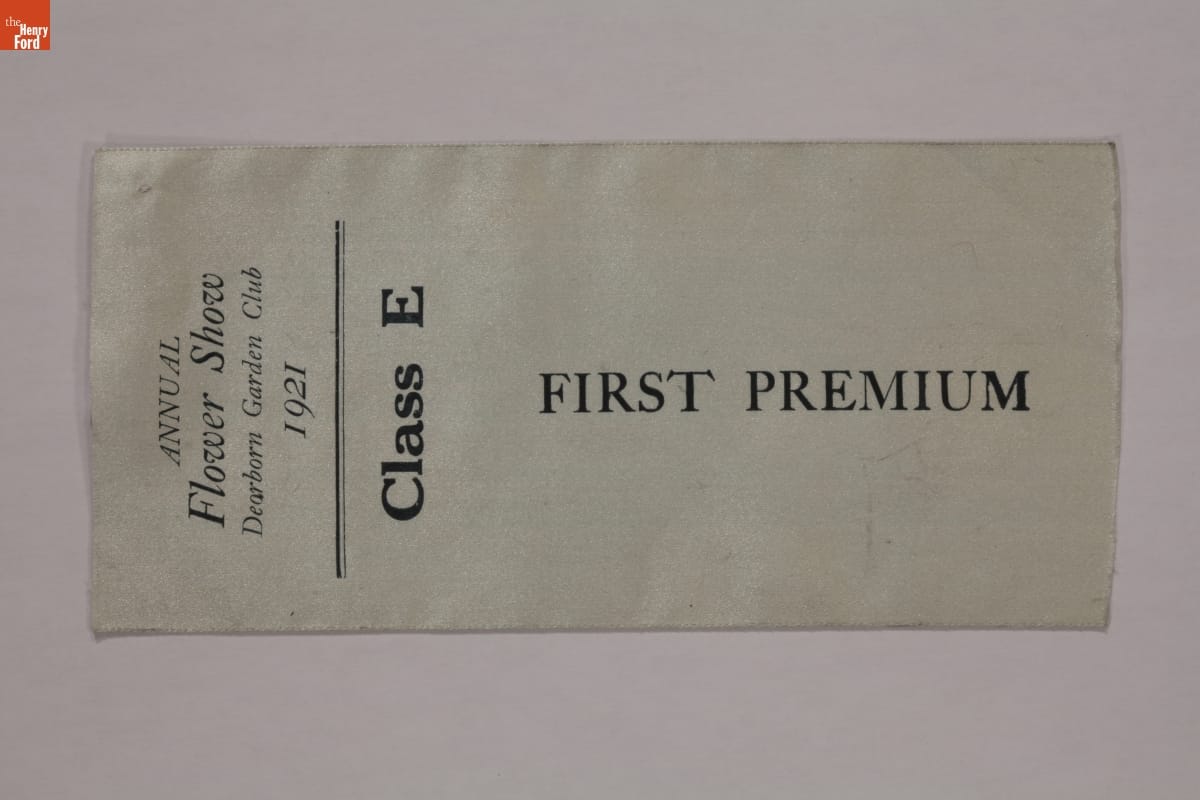 the
Henry
Ford
ANNUAL
Flower Show
Dearborn Garden Club
1921
Class E
FIRST PREMIUM